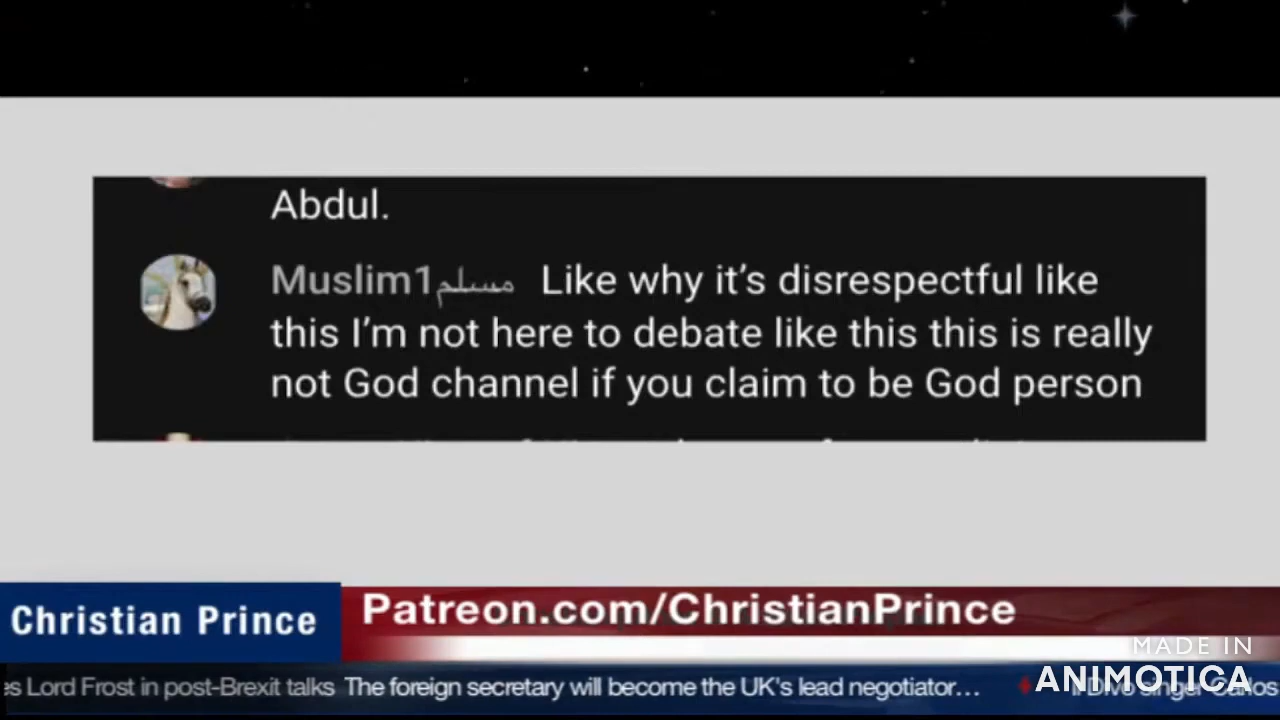 Abdul.
Muslim1مسلم Like why it's disrespectful like
this I'm not here to debate like this this is really
not God channel if you claim to be God person
Christian Prince
Patreon.com/ChristianPrince
MADE IN
ANIMOTICA
Lord Frost in post-Brexit talks The foreign secretary will become the UK's lead negotiator...